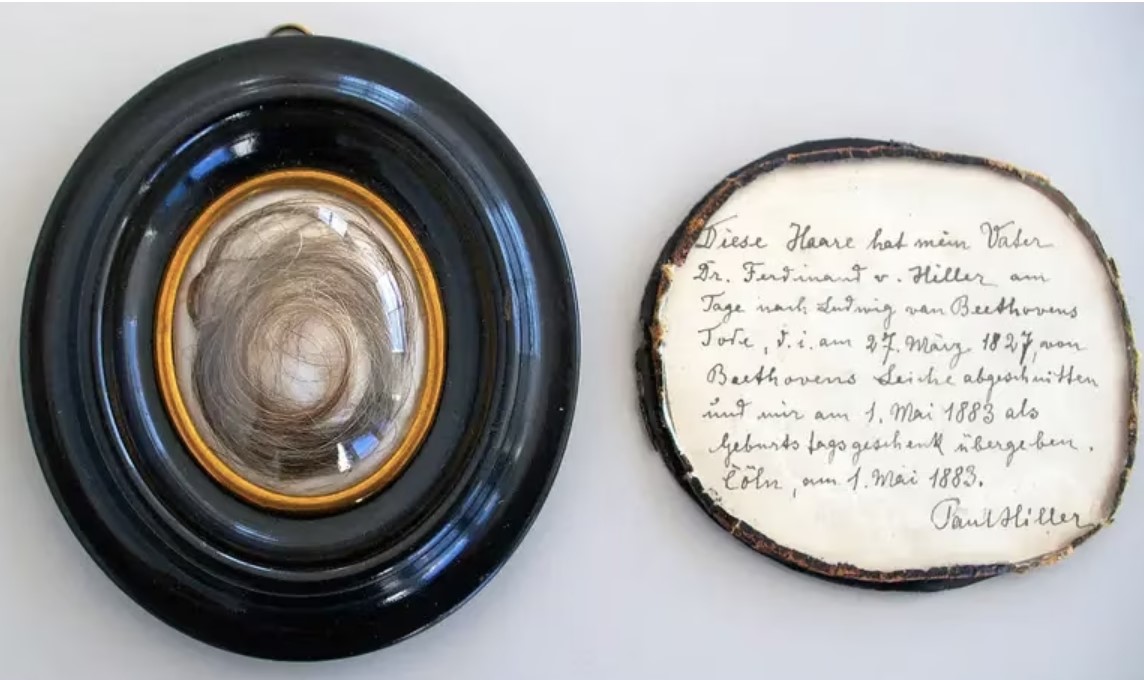 Diese Haare hat mein Vater
Dr. Ferdinand v. Hiller am
Tage nach Ludwig van Beethovens
Tode, d. i. am 27. März 1827, von
Beethovens Leiche abgeschnitten
und mir am 1. Mai 1883 als
Geburtstagsgeschenk übergeben.
Cöln, am 1. Mai 1883.
Paul Hiller